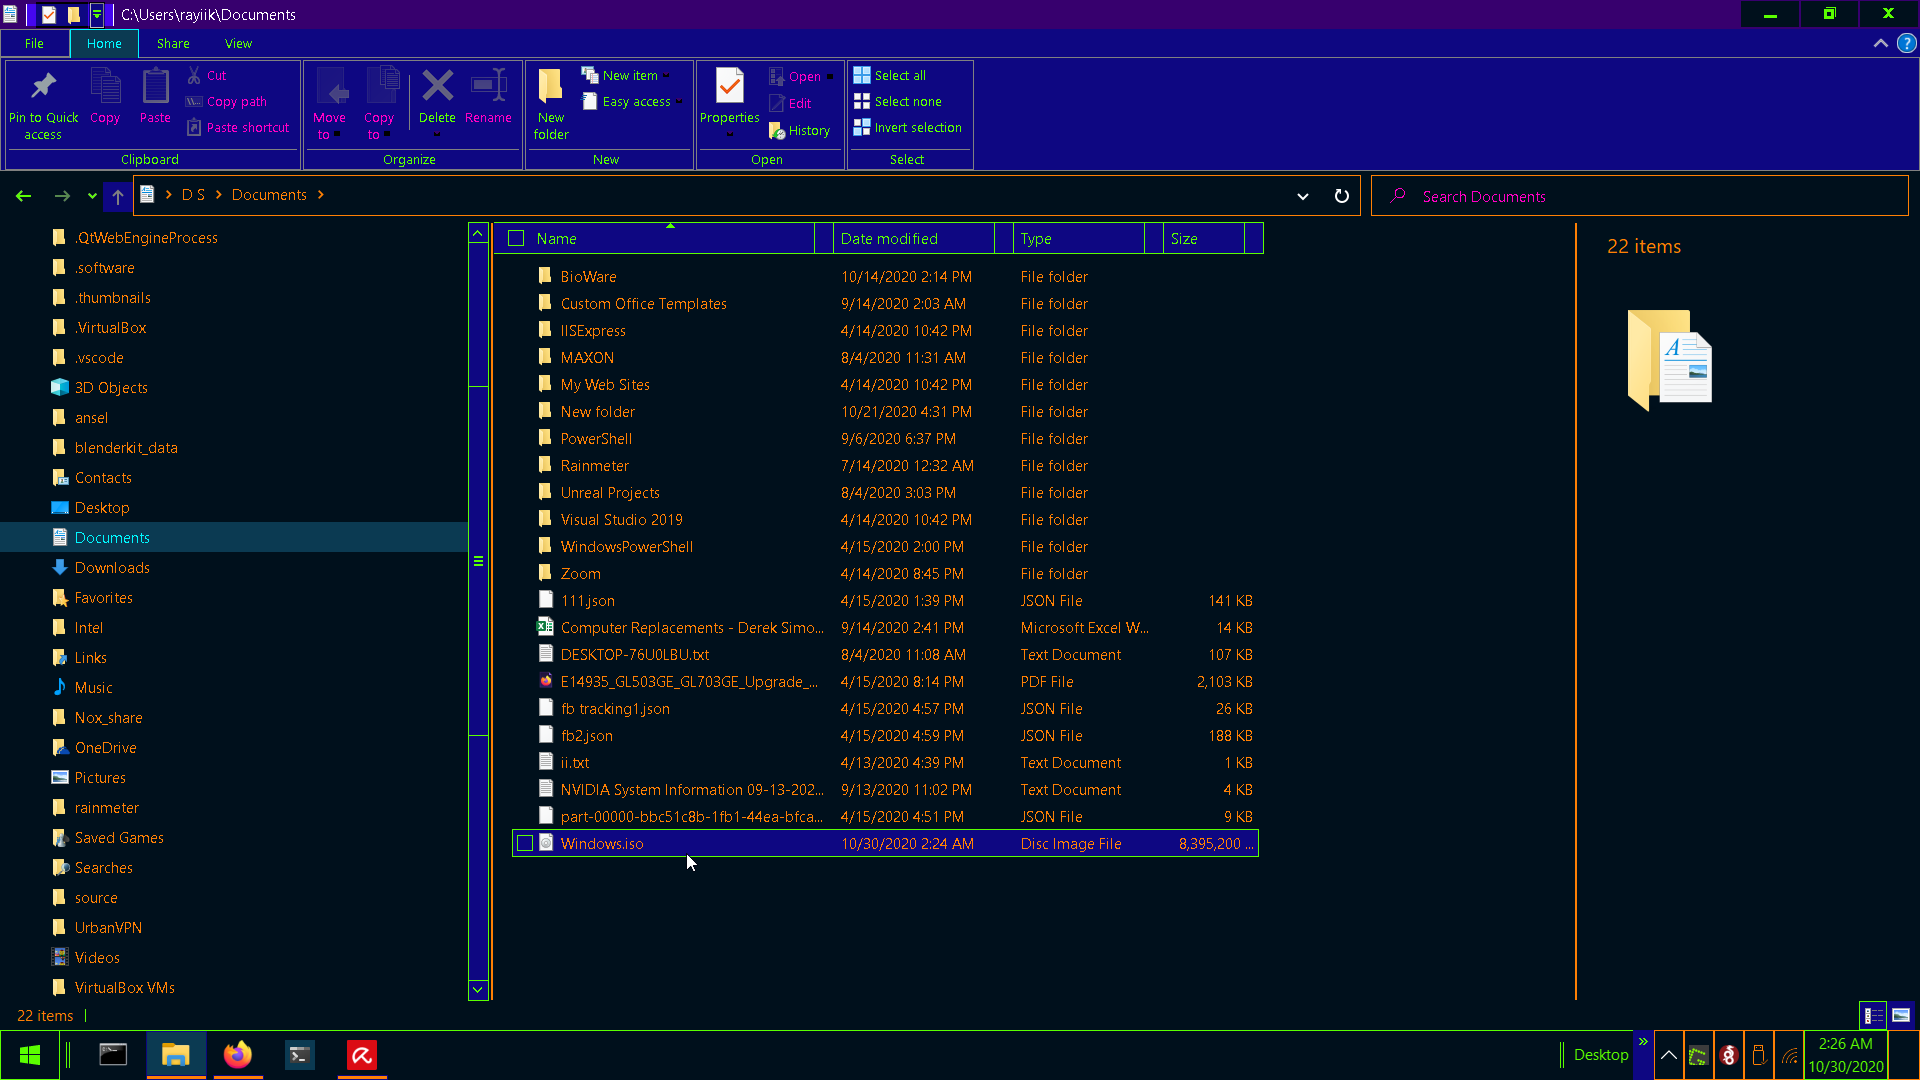 C:\Users\rayiik\Documents
File
Home
Share
View
Pin to Quick access
Copy
Paste
Cut
Copy path
Paste shortcut
Clipboard
Move to
Copy to
Delete
Rename
Organize
New folder
New item
Easy access
New
Properties
Open
Edit
History
Open
Select all
Select none
Invert selection
Select
D S > Documents >
Search Documents
.QtWebEngineProcess
.software
.thumbnails
.VirtualBox
.vscode
3D Objects
ansel
blenderkit_data
Contacts
Desktop
Documents
Downloads
Favorites
Intel
Links
Music
Nox_share
OneDrive
Pictures
rainmeter
Saved Games
Searches
source
UrbanVPN
Videos
VirtualBox VMs
Name Date modified Type Size
BioWare 10/14/2020 2:14 PM File folder
Custom Office Templates 9/14/2020 2:03 AM File folder
IISExpress 4/14/2020 10:42 PM File folder
MAXON 8/4/2020 11:31 AM File folder
My Web Sites 4/14/2020 10:42 PM File folder
New folder 10/21/2020 4:31 PM File folder
PowerShell 9/6/2020 6:37 PM File folder
Rainmeter 7/14/2020 12:32 AM File folder
Unreal Projects 8/4/2020 3:03 PM File folder
Visual Studio 2019 4/14/2020 10:42 PM File folder
WindowsPowerShell 4/15/2020 2:00 PM File folder
Zoom 4/14/2020 8:45 PM File folder
111.json 4/15/2020 1:39 PM JSON File 141 KB
Computer Replacements - Derek Simo... 9/14/2020 2:41 PM Microsoft Excel W... 14 KB
DESKTOP-76U0LBU.txt 8/4/2020 11:08 AM Text Document 107 KB
E14935_GL503GE_GL703GE_Upgrade_... 4/15/2020 8:14 PM PDF File 2,103 KB
fb tracking1.json 4/15/2020 4:57 PM JSON File 26 KB
fb2.json 4/15/2020 4:59 PM JSON File 188 KB
ii.txt 4/13/2020 4:39 PM Text Document 1 KB
NVIDIA System Information 09-13-202... 9/13/2020 11:02 PM Text Document 4 KB
part-00000-bbc51c8b-1fb1-44ea-bfca... 4/15/2020 4:51 PM JSON File 9 KB
Windows.iso 10/30/2020 2:24 AM Disc Image File 8,395,200 ...
22 items
22 items
Desktop
2:26 AM
10/30/2020